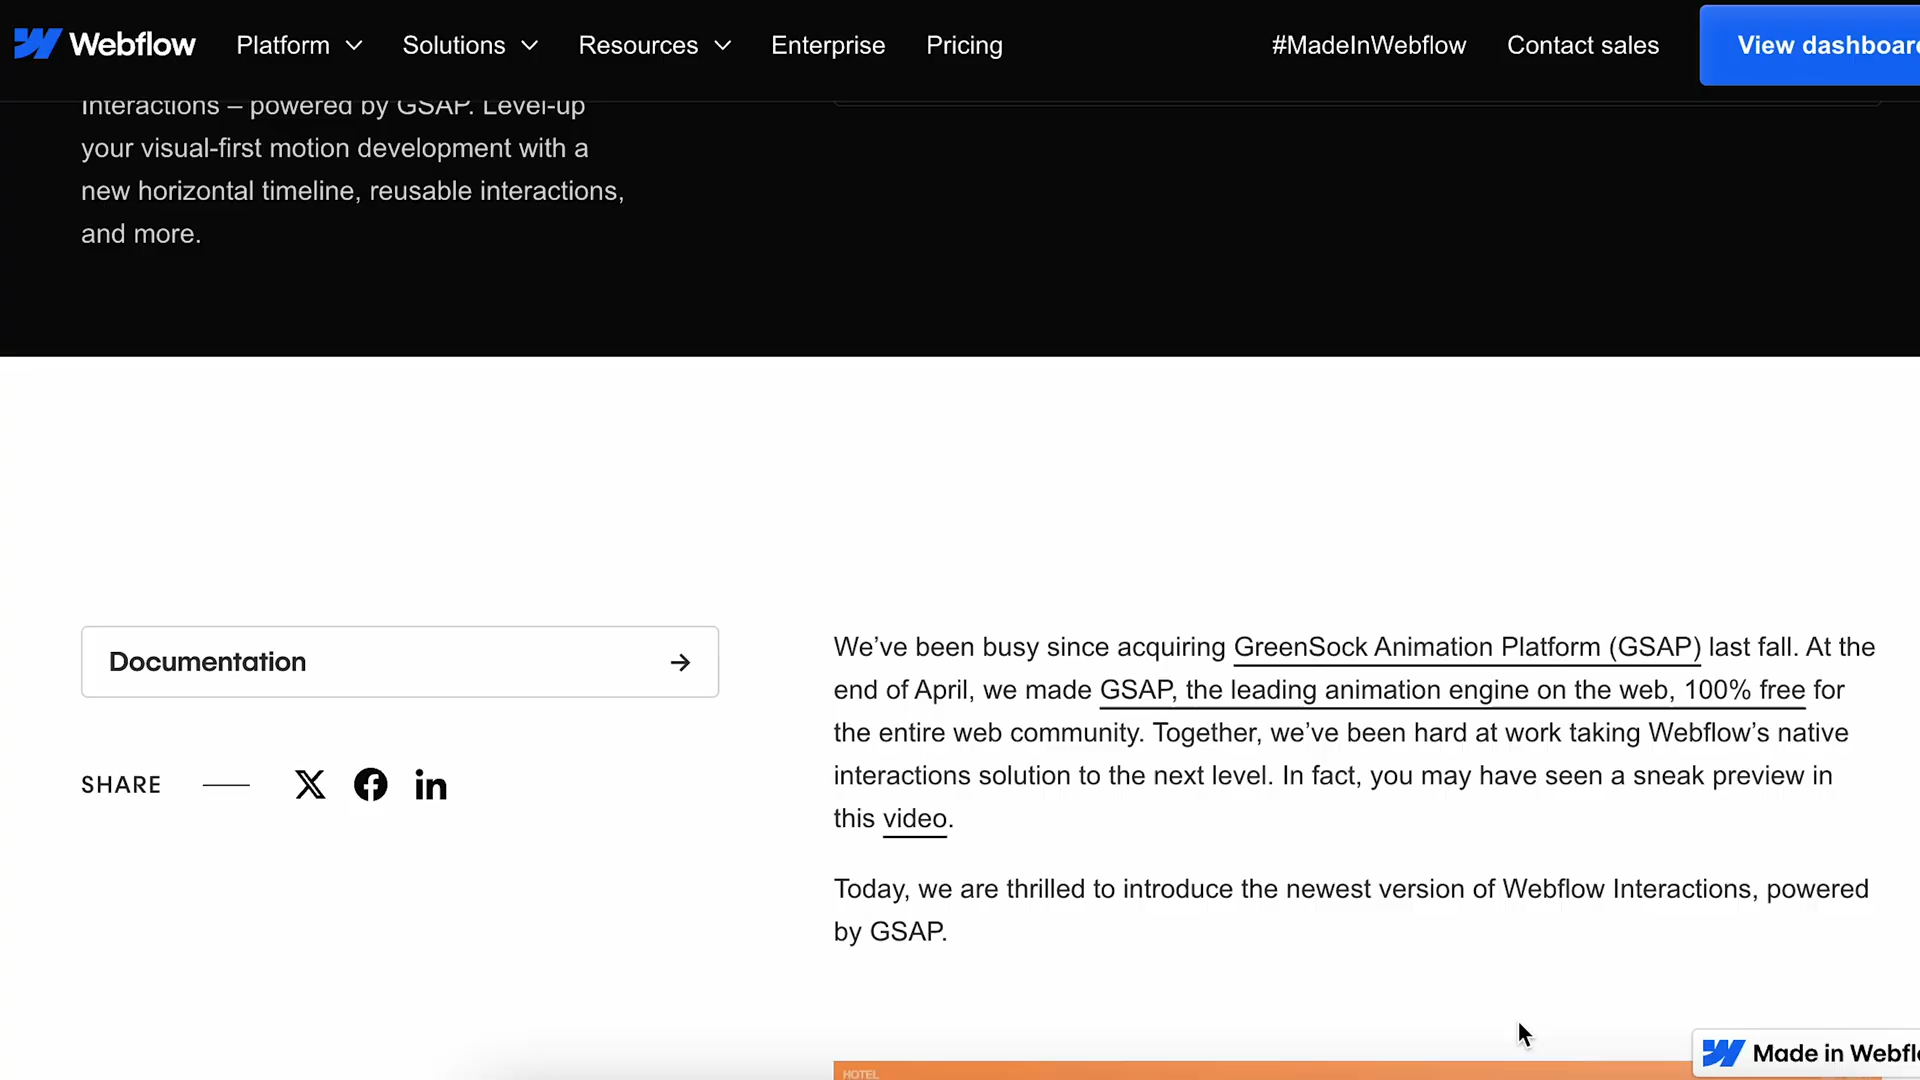 Webflow Platform Solutions Resources Enterprise Pricing #MadeInWebflow Contact sales View dashboard
Interactions – powered by GSAP. Level-up
your visual-first motion development with a
new horizontal timeline, reusable interactions,
and more.
Documentation
SHARE
We’ve been busy since acquiring GreenSock Animation Platform (GSAP) last fall. At the
end of April, we made GSAP, the leading animation engine on the web, 100% free for
the entire web community. Together, we’ve been hard at work taking Webflow’s native
interactions solution to the next level. In fact, you may have seen a sneak preview in
this video.
Today, we are thrilled to introduce the newest version of Webflow Interactions, powered
by GSAP.
HOTEL
Made in Webflo